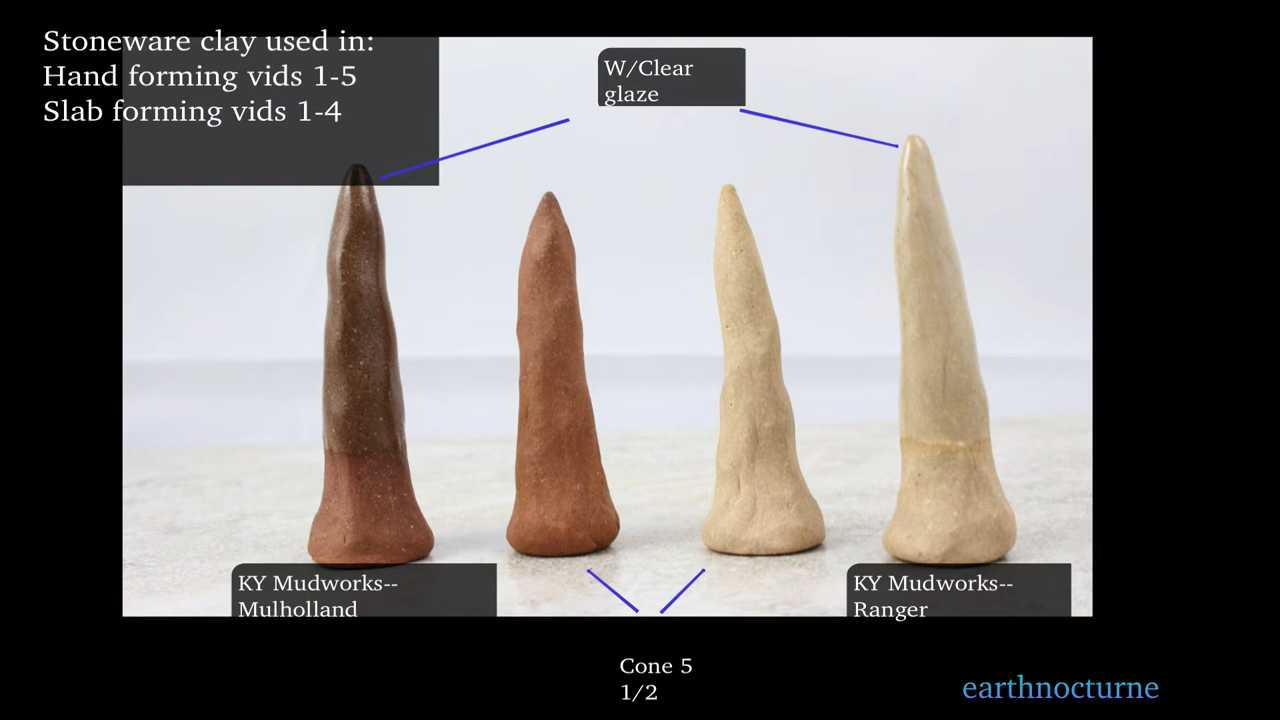 Stoneware clay used in:
Hand forming vids 1-5
Slab forming vids 1-4
W/Clear
glaze
KY Mudworks--
Mulholland
KY Mudworks--
Ranger
Cone 5
1/2
earthnocturne